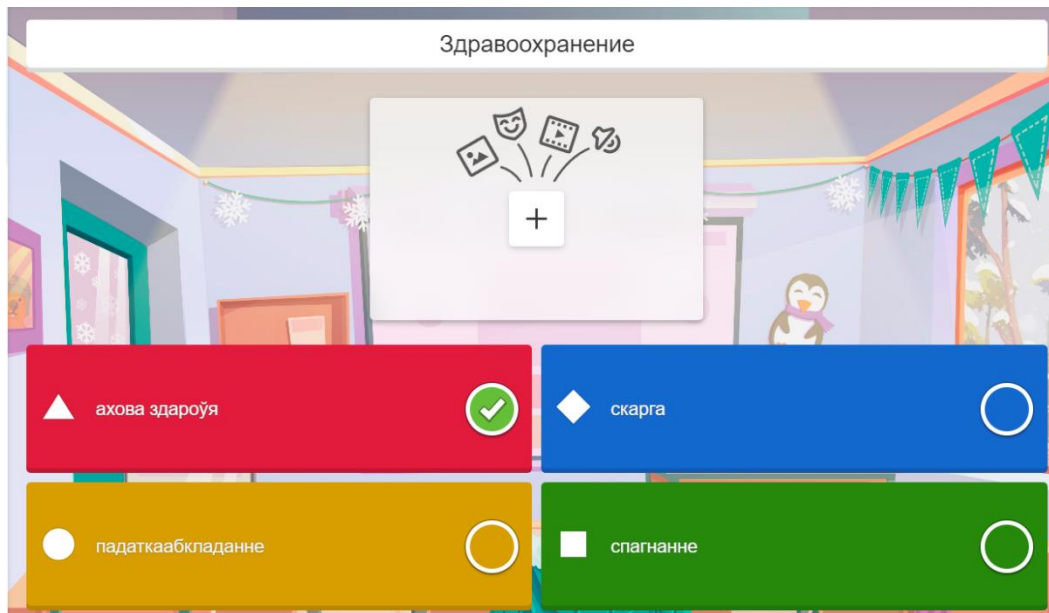 Здравоохранение
ахова здароўя
скарга
падаткаабкладанне
спагнанне